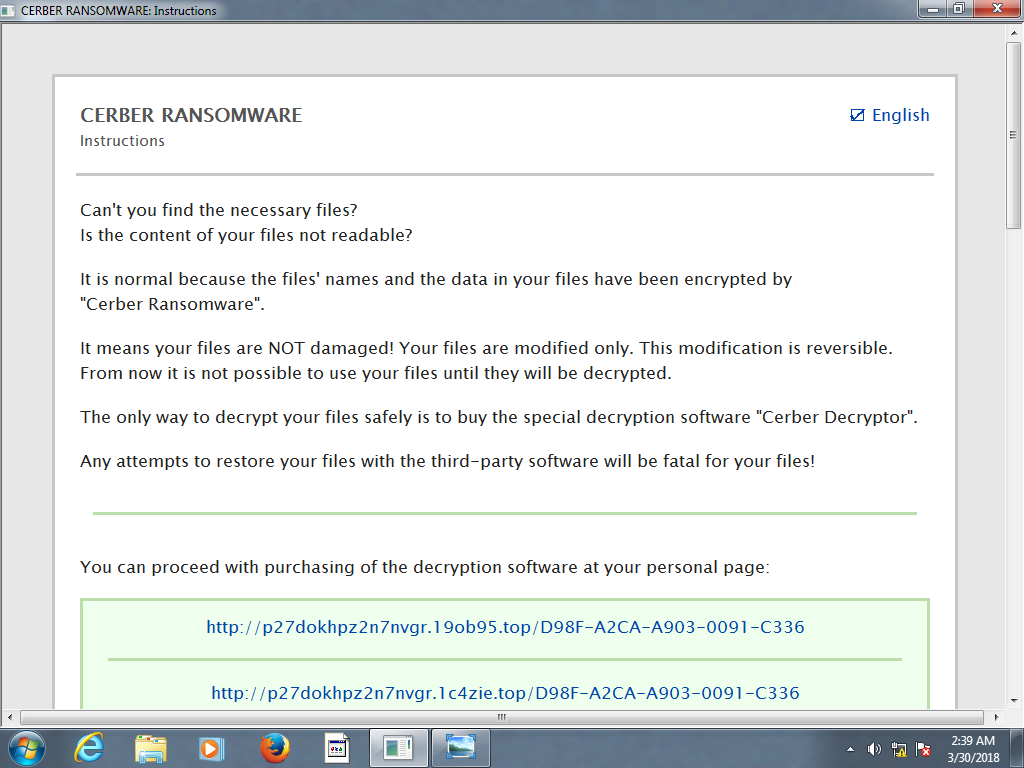 CERBER RANSOMWARE: Instructions
CERBER RANSOMWARE
English
Instructions
Can't you find the necessary files?
Is the content of your files not readable?
It is normal because the files' names and the data in your files have been encrypted by
"Cerber Ransomware".
It means your files are NOT damaged! Your files are modified only. This modification is reversible.
From now it is not possible to use your files until they will be decrypted.
The only way to decrypt your files safely is to buy the special decryption software "Cerber Decryptor".
Any attempts to restore your files with the third-party software will be fatal for your files!
You can proceed with purchasing of the decryption software at your personal page:
http://p27dokhpz2n7nvgr.19ob95.top/D98F-A2CA-A903-0091-C336
http://p27dokhpz2n7nvgr.1c4zie.top/D98F-A2CA-A903-0091-C336
2:39 AM
3/30/2018